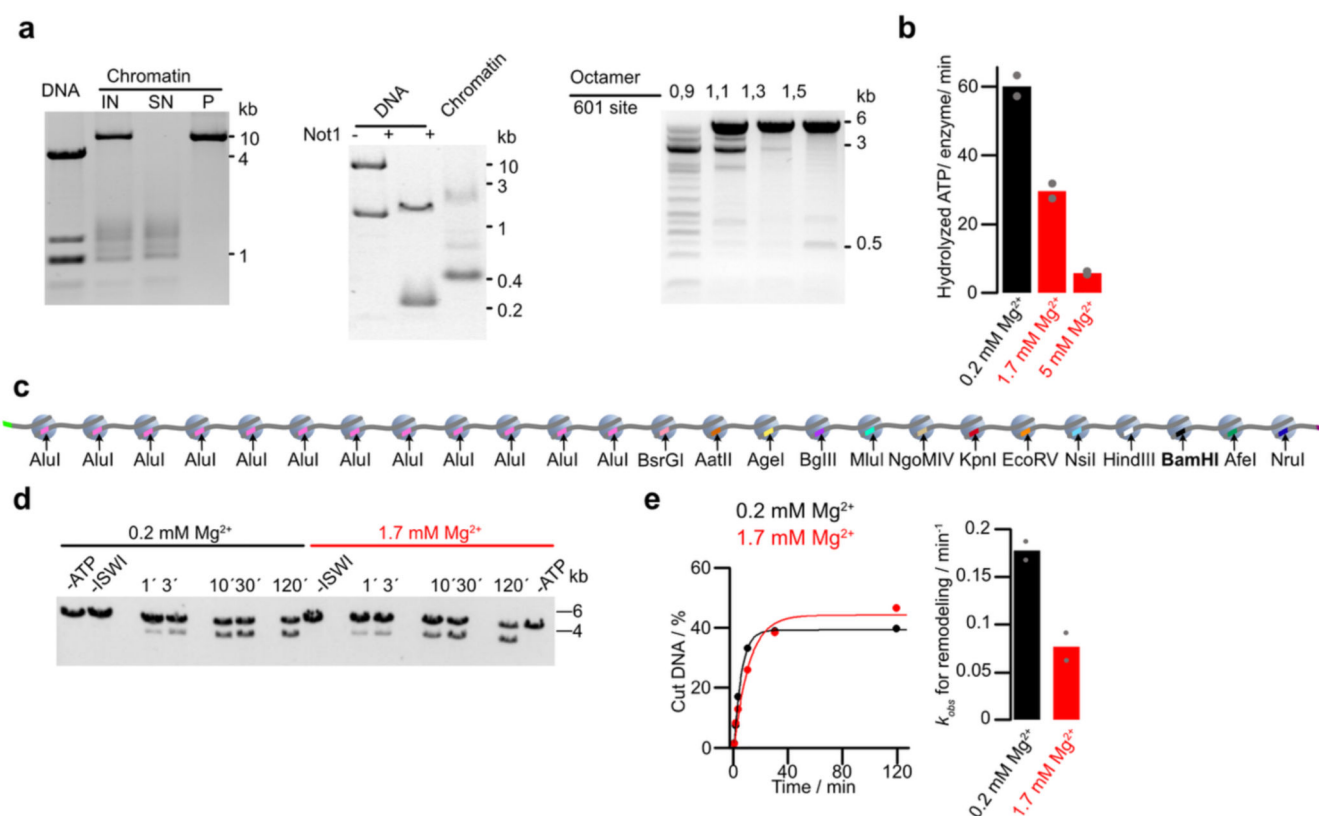 a
Chromatin
DNA IN SN P
kb
10
4
1
DNA
Chromatin
Not1 - + +
kb
10
3
1
0.4
0.2
Octamer
601 site
0,9 1,1 1,3 1,5
kb
6
3
0.5
b
Hydrolyzed ATP/ enzyme/ min
60
40
20
0
0.2 mM Mg²⁺
1.7 mM Mg²⁺
5 mM Mg²⁺
c
AluI AluI AluI AluI AluI AluI AluI AluI AluI AluI AluI AluI BsrGI AatII AgeI BglII MluI NgoMIV KpnI EcoRV NsiI HindIII BamHI AfeI NruI
d
0.2 mM Mg²⁺ 1.7 mM Mg²⁺
-ATP -ISWI 1´ 3´ 10´30´ 120´ -ISWI 1´ 3´ 10´30´ 120´ -ATP kb
6
4
e
0.2 mM Mg²⁺
1.7 mM Mg²⁺
Cut DNA / %
60
40
20
0
0 40 80 120
Time / min
kobs for remodeling / min⁻¹
0.2
0.15
0.1
0.05
0
0.2 mM Mg²⁺
1.7 mM Mg²⁺